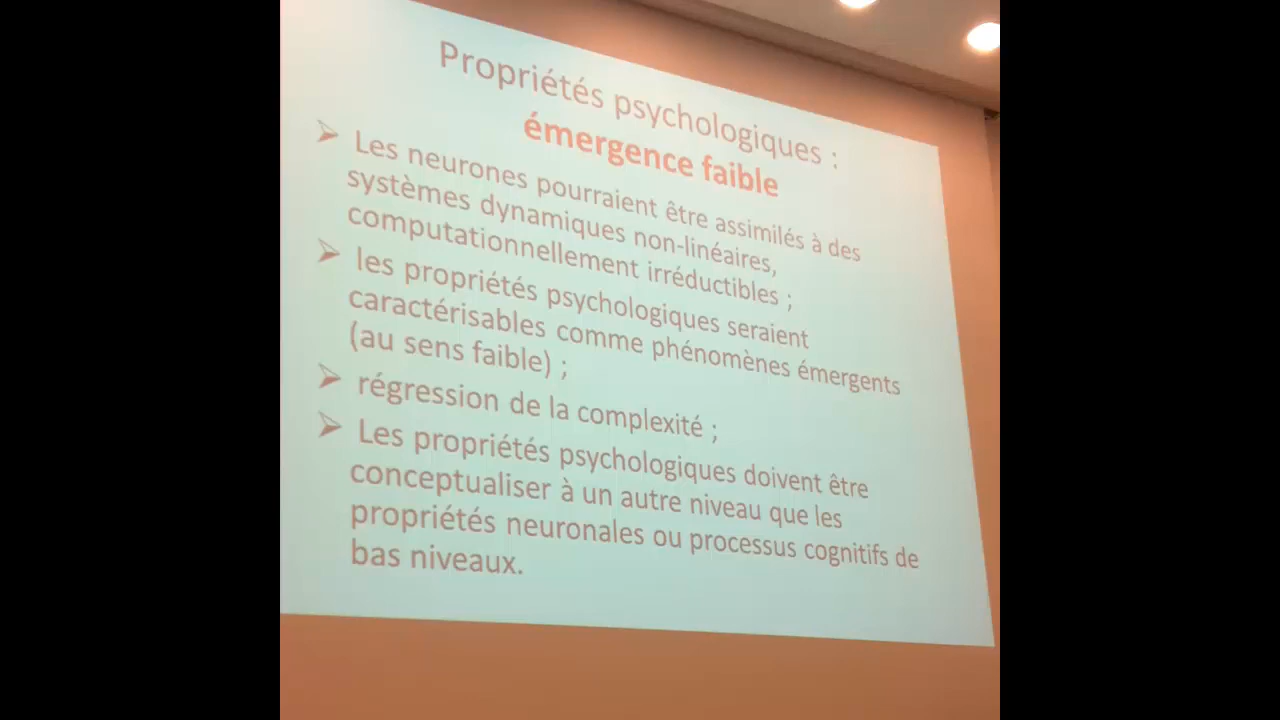 Propriétés psychologiques :
émergence faible
➢ Les neurones pourraient être assimilés à des
systèmes dynamiques non-linéaires,
computationnellement irréductibles ;
➢ les propriétés psychologiques seraient
caractérisables comme phénomènes émergents
(au sens faible) ;
➢ régression de la complexité ;
➢ Les propriétés psychologiques doivent être
conceptualiser à un autre niveau que les
propriétés neuronales ou processus cognitifs de
bas niveaux.